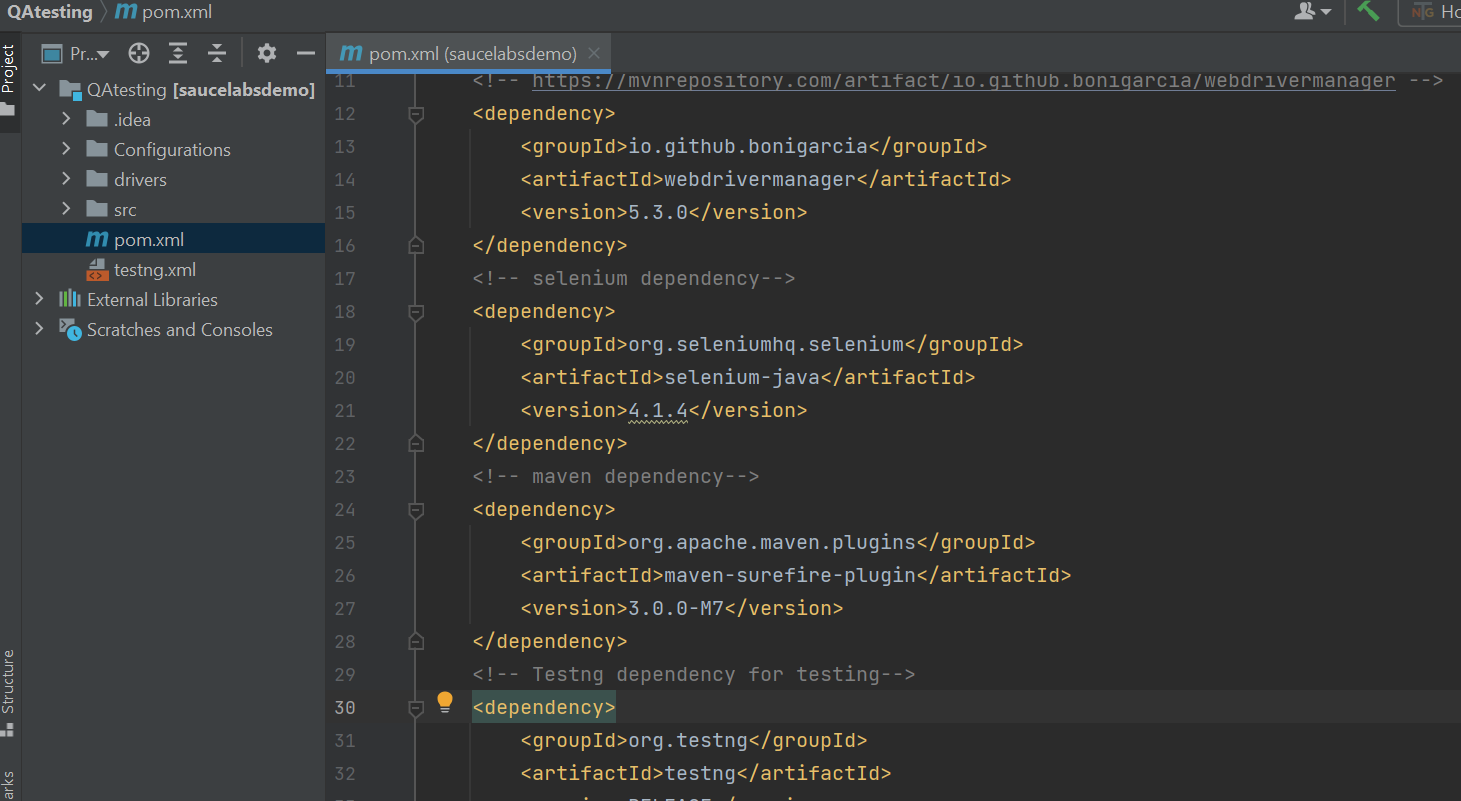 QAtesting pom.xml
Project
Pr...
QAtesting [saucelabsdemo]
.idea
Configurations
drivers
src
pom.xml
testng.xml
External Libraries
Scratches and Consoles
Structure
arks
NTG Ho
pom.xml (saucelabsdemo)
11 <!-- https://mvnrepository.com/artifact/io.github.bonigarcia/webdrivermanager -->
12 <dependency>
13 <groupId>io.github.bonigarcia</groupId>
14 <artifactId>webdrivermanager</artifactId>
15 <version>5.3.0</version>
16 </dependency>
17 <!-- selenium dependency-->
18 <dependency>
19 <groupId>org.seleniumhq.selenium</groupId>
20 <artifactId>selenium-java</artifactId>
21 <version>4.1.4</version>
22 </dependency>
23 <!-- maven dependency-->
24 <dependency>
25 <groupId>org.apache.maven.plugins</groupId>
26 <artifactId>maven-surefire-plugin</artifactId>
27 <version>3.0.0-M7</version>
28 </dependency>
29 <!-- Testng dependency for testing-->
30 <dependency>
31 <groupId>org.testng</groupId>
32 <artifactId>testng</artifactId>